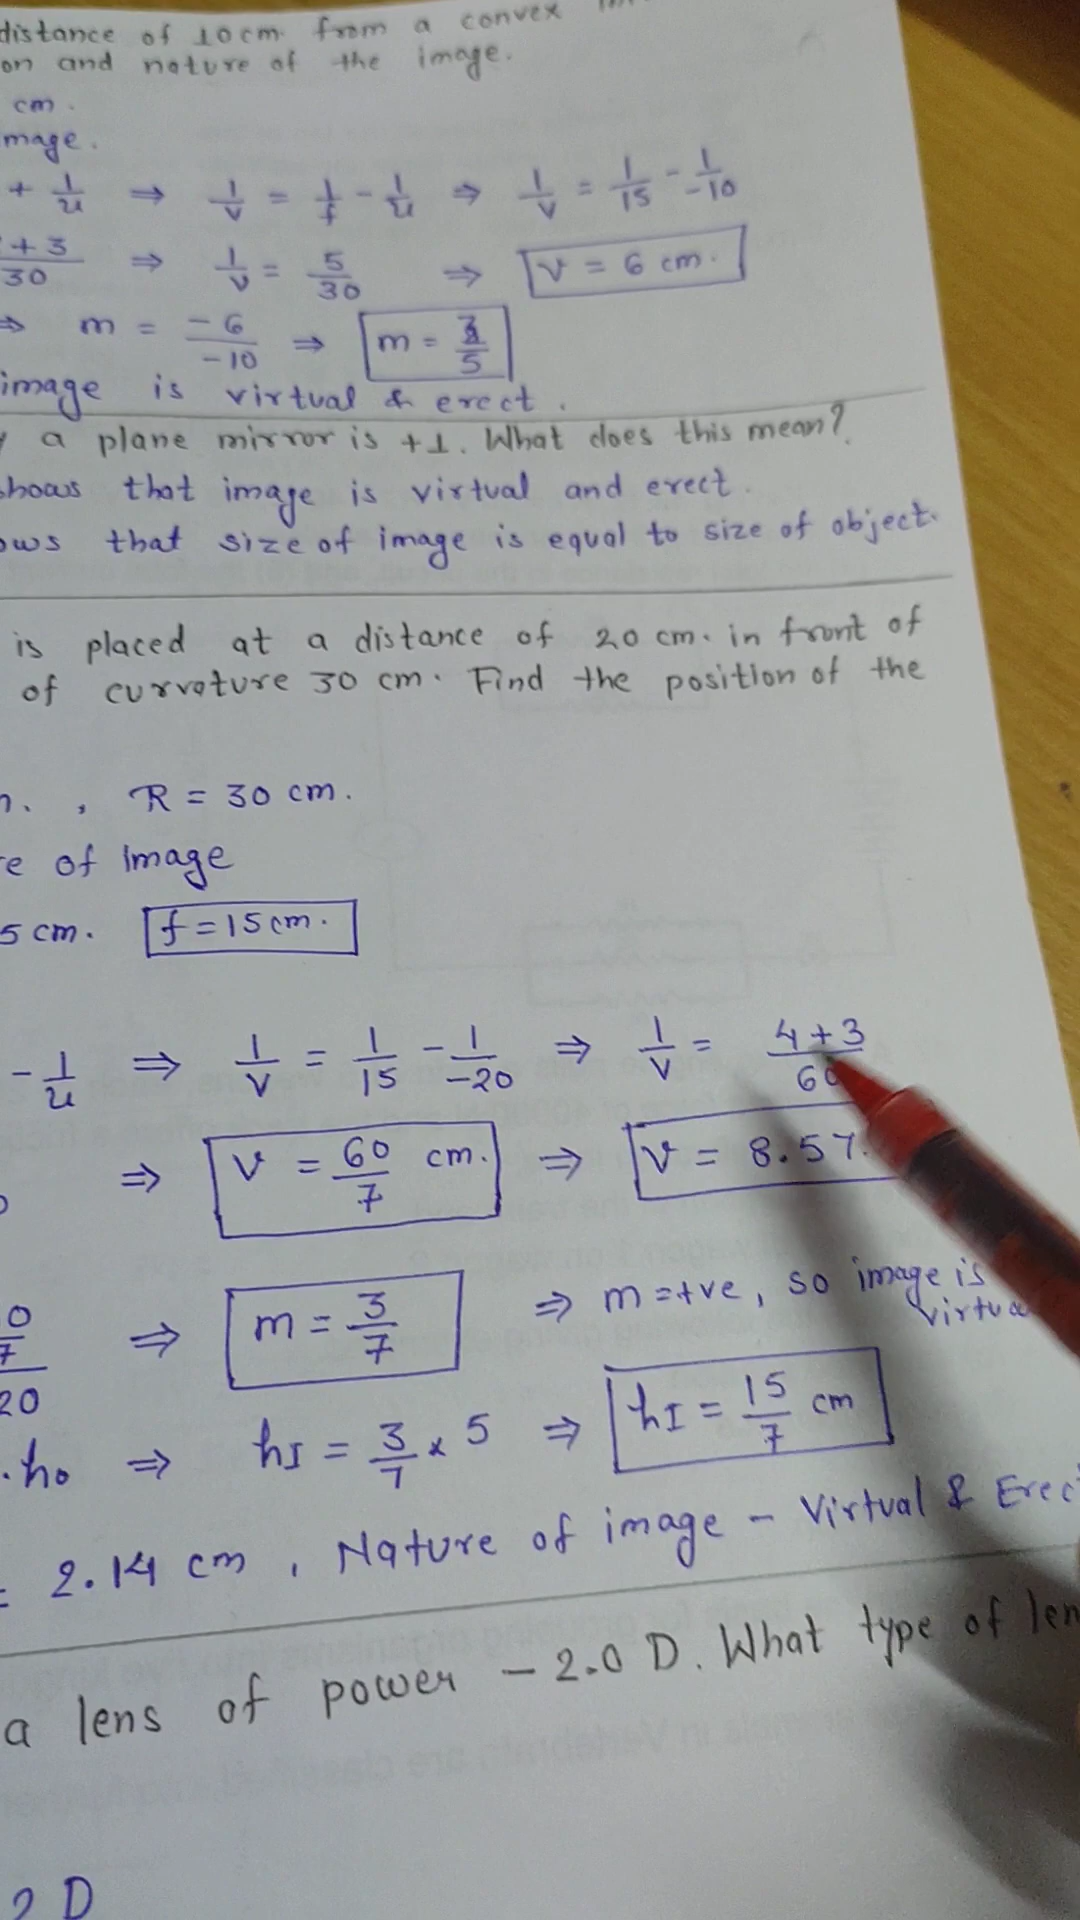 distance of 10 cm. from a convex
on and nature of the image.
cm.
mage.
+ 1/u ⇒ 1/v = 1/f - 1/u ⇒ 1/v = 1/15 - 1/-10
+3/30 ⇒ 1/v = 5/30 ⇒ v = 6 cm.
⇒ m = -6/-10 ⇒ m = 3/5
image is virtual & erect.
y a plane mirror is +1. What does this mean?
shows that image is virtual and erect.
ows that size of image is equal to size of object.
is placed at a distance of 20 cm. in front of
of curvature 30 cm. Find the position of the
, R = 30 cm.
e of Image
5 cm. f = 15 cm.
- 1/u ⇒ 1/v = 1/15 - 1/-20 ⇒ 1/v = 4+3/60
⇒ v = 60/7 cm. ⇒ v = 8.57
0/7/20 ⇒ m = 3/7 ⇒ m = +ve, so image is
virtua
.ho ⇒ hI = 3/7 × 5 ⇒ hI = 15/7 cm
= 2.14 cm, Nature of image - Virtual & Erec
a lens of power - 2.0 D. What type of len
2 D